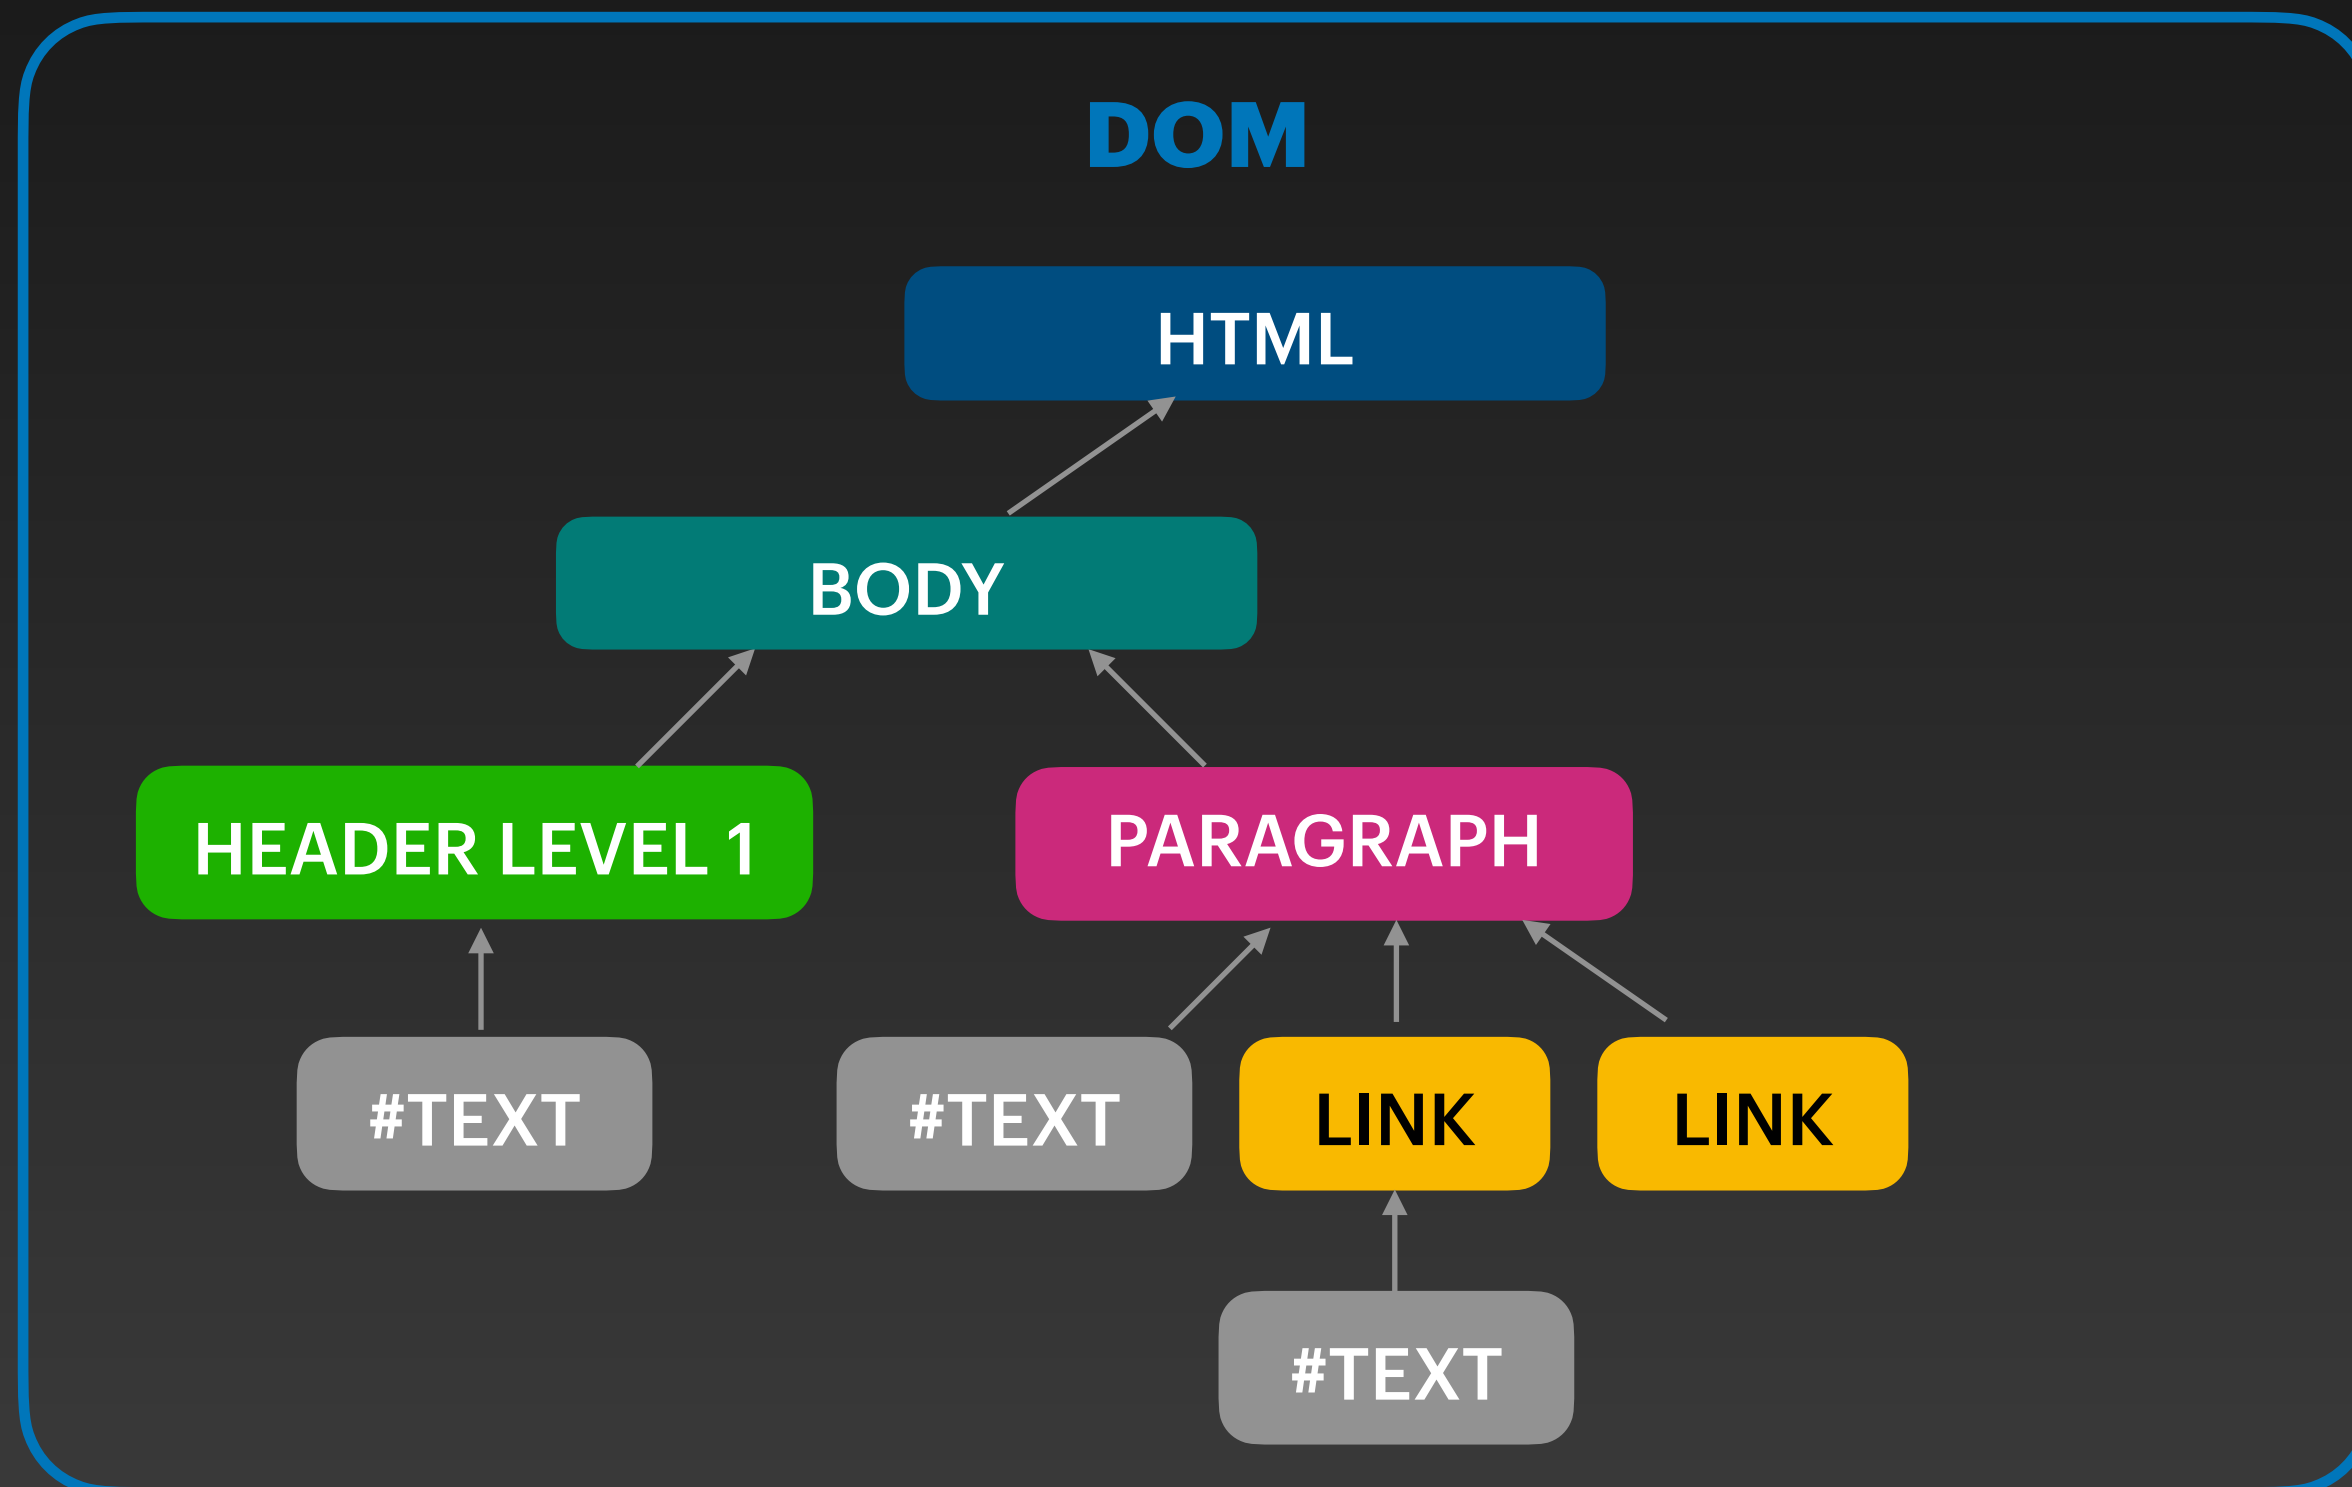 DOM
HTML
BODY
HEADER LEVEL 1
PARAGRAPH
#TEXT
#TEXT
LINK
LINK
#TEXT